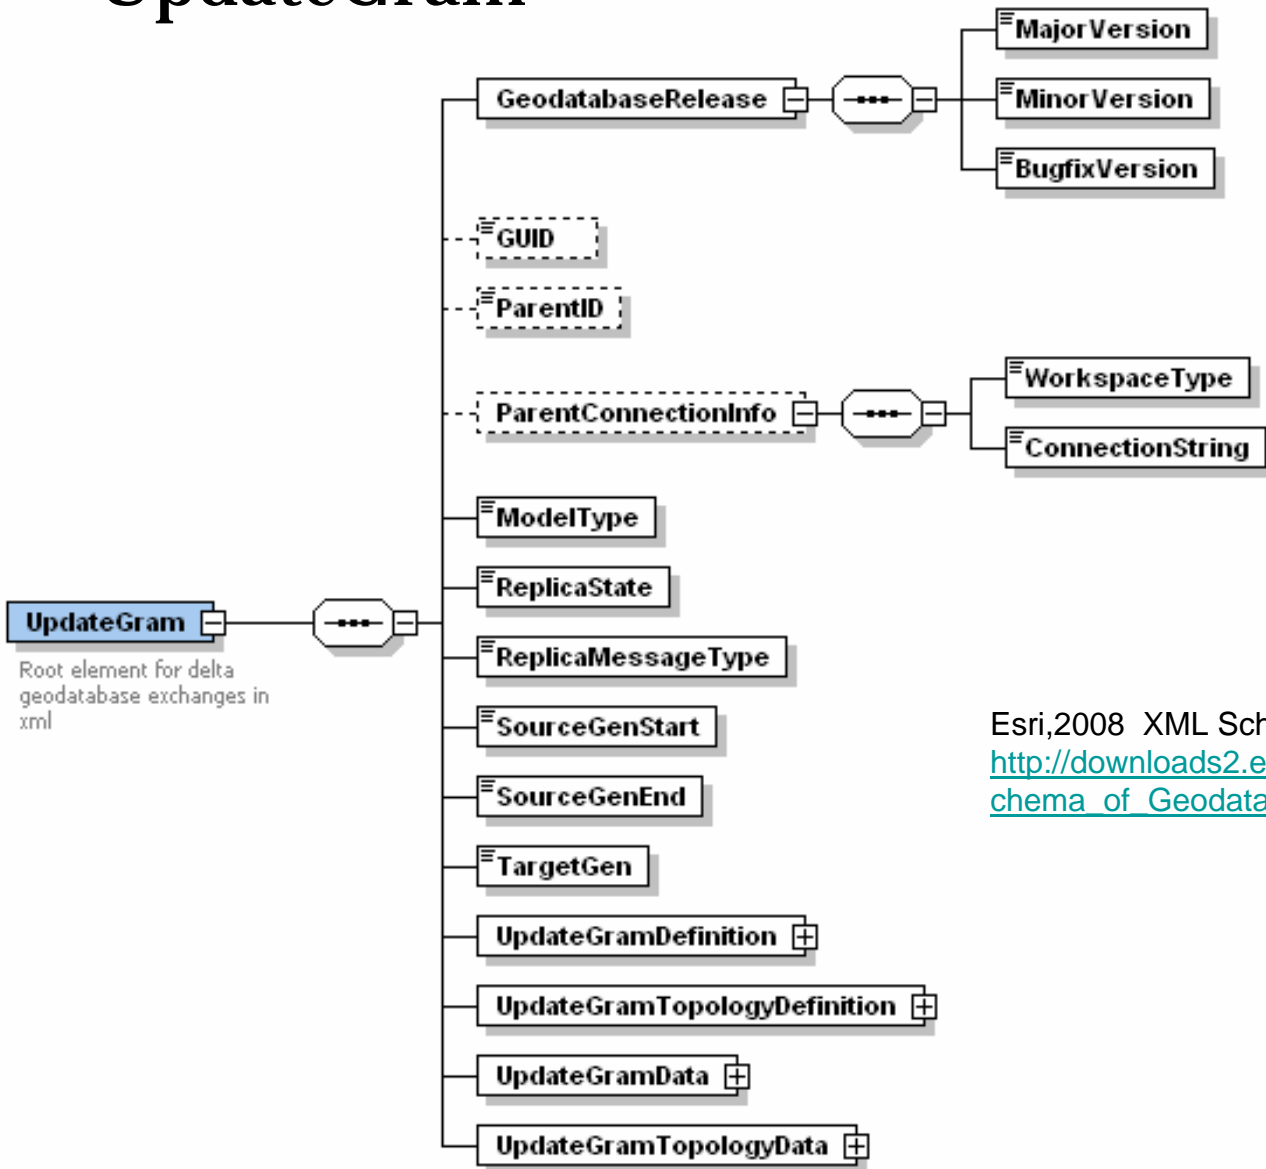 UpdateGram
MajorVersion
GeodatabaseRelease
MinorVersion
BugfixVersion
GUID
ParentID
WorkspaceType
ParentConnectionInfo
ConnectionString
ModelType
ReplicaState
UpdateGram
Root element for delta
geodatabase exchanges in
xml
ReplicaMessageType
SourceGenStart
Esri,2008 XML Sch
http://downloads2.e
chema_of_Geodata
SourceGenEnd
TargetGen
UpdateGramDefinition
UpdateGramTopologyDefinition
UpdateGramData
UpdateGramTopologyData